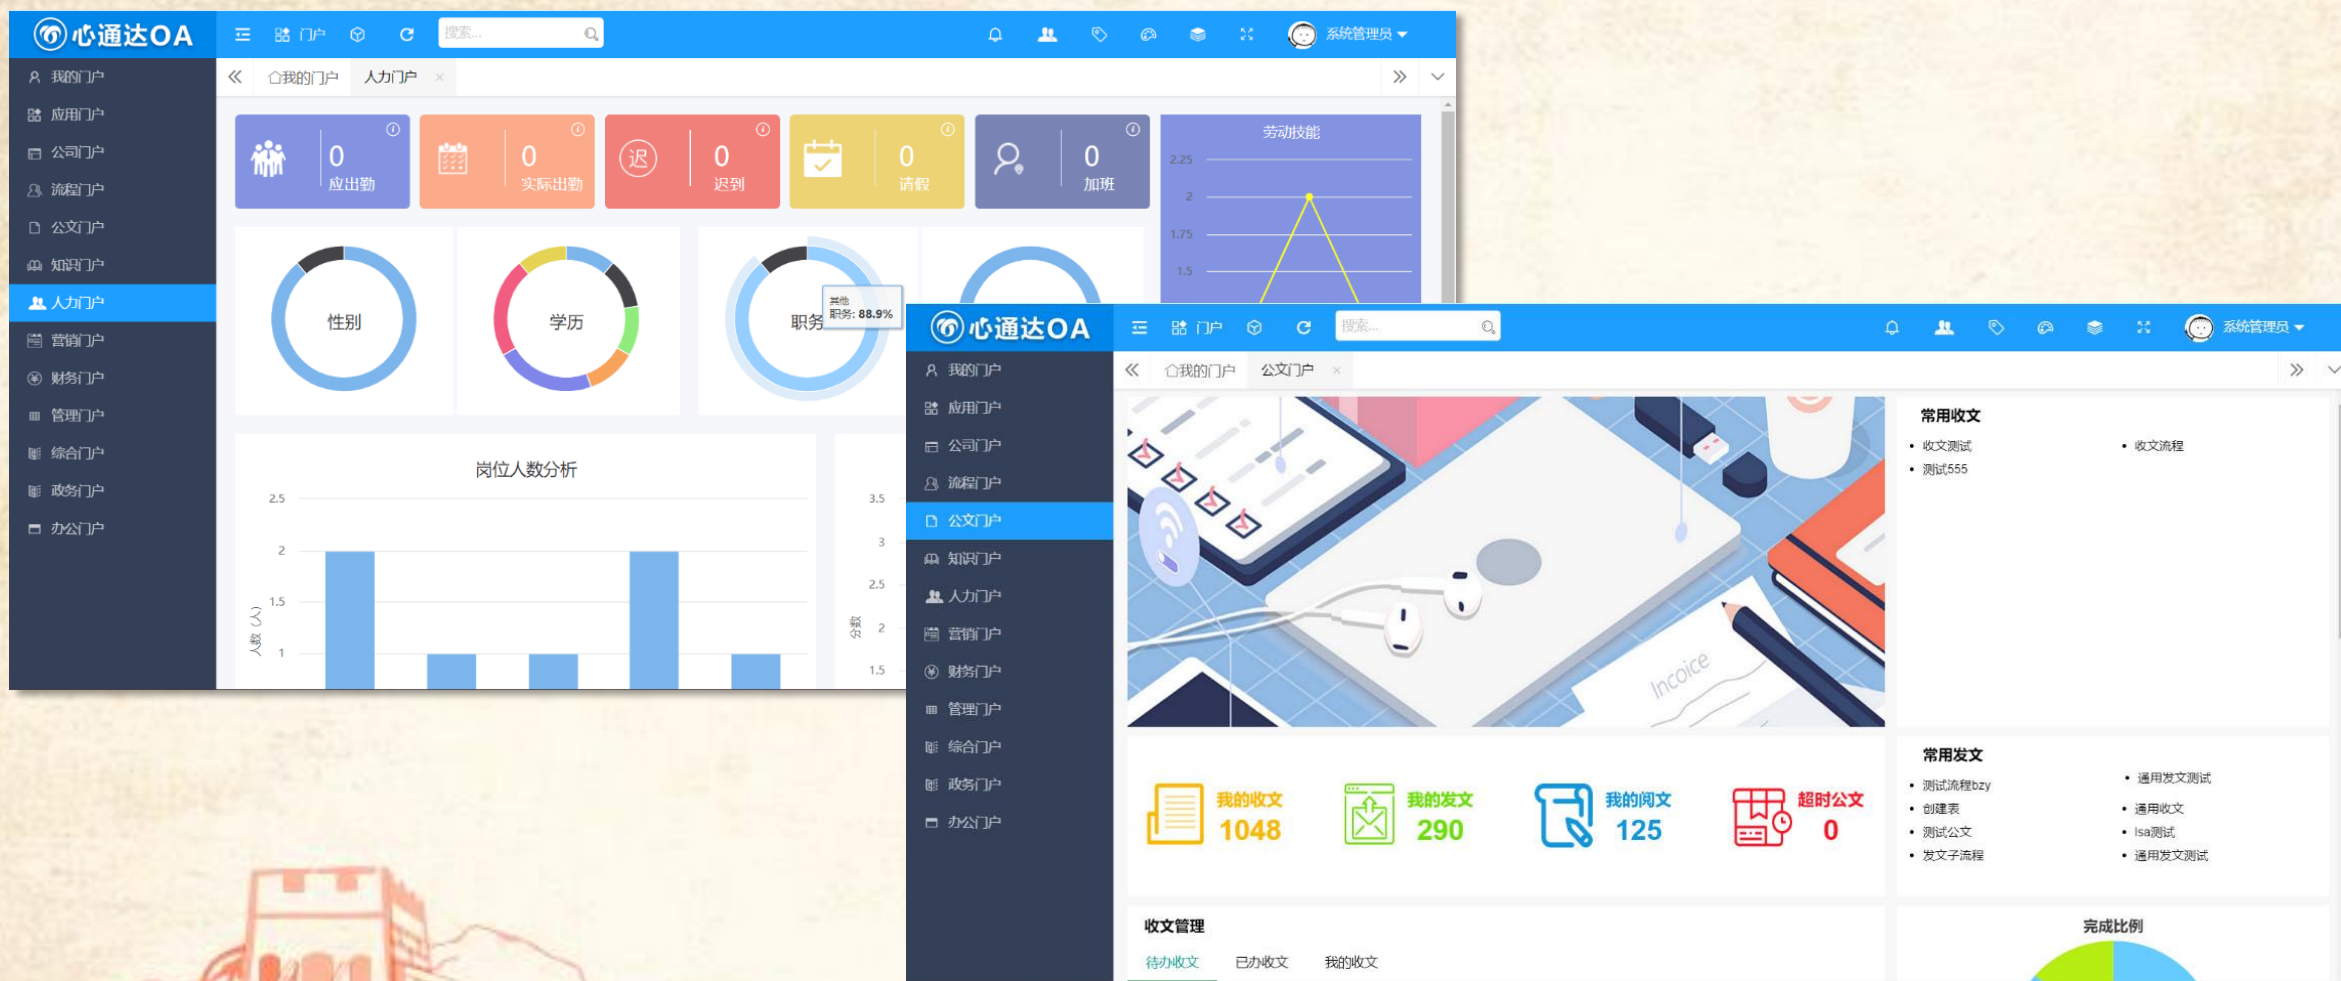 心通达OA
门户
搜索...
系统管理员
我的门户
应用门户
公司门户
流程门户
公文门户
知识门户
人力门户
营销门户
财务门户
管理门户
综合门户
政务门户
办公门户
我的门户 人力门户
0
应出勤
0
实际出勤
迟
0
迟到
0
请假
0
加班
劳动技能
2.25
2
1.75
1.5
性别
学历
职务
其他
职务: 88.9%
岗位人数分析
2.5
2
1.5
1
人数（人）
3.5
3
2.5
2
1.5
分数
心通达OA
门户
搜索...
系统管理员
我的门户
应用门户
公司门户
流程门户
公文门户
知识门户
人力门户
营销门户
财务门户
管理门户
综合门户
政务门户
办公门户
我的门户 公文门户
Incoice
常用收文
收文测试 收文流程
测试555
我的收文
1048
我的发文
290
我的阅文
125
超时公文
0
常用发文
测试流程bzy 通用发文测试
创建表 通用收文
测试公文 lsa测试
发文子流程 通用发文测试
收文管理
待办收文 已办收文 我的收文
完成比例